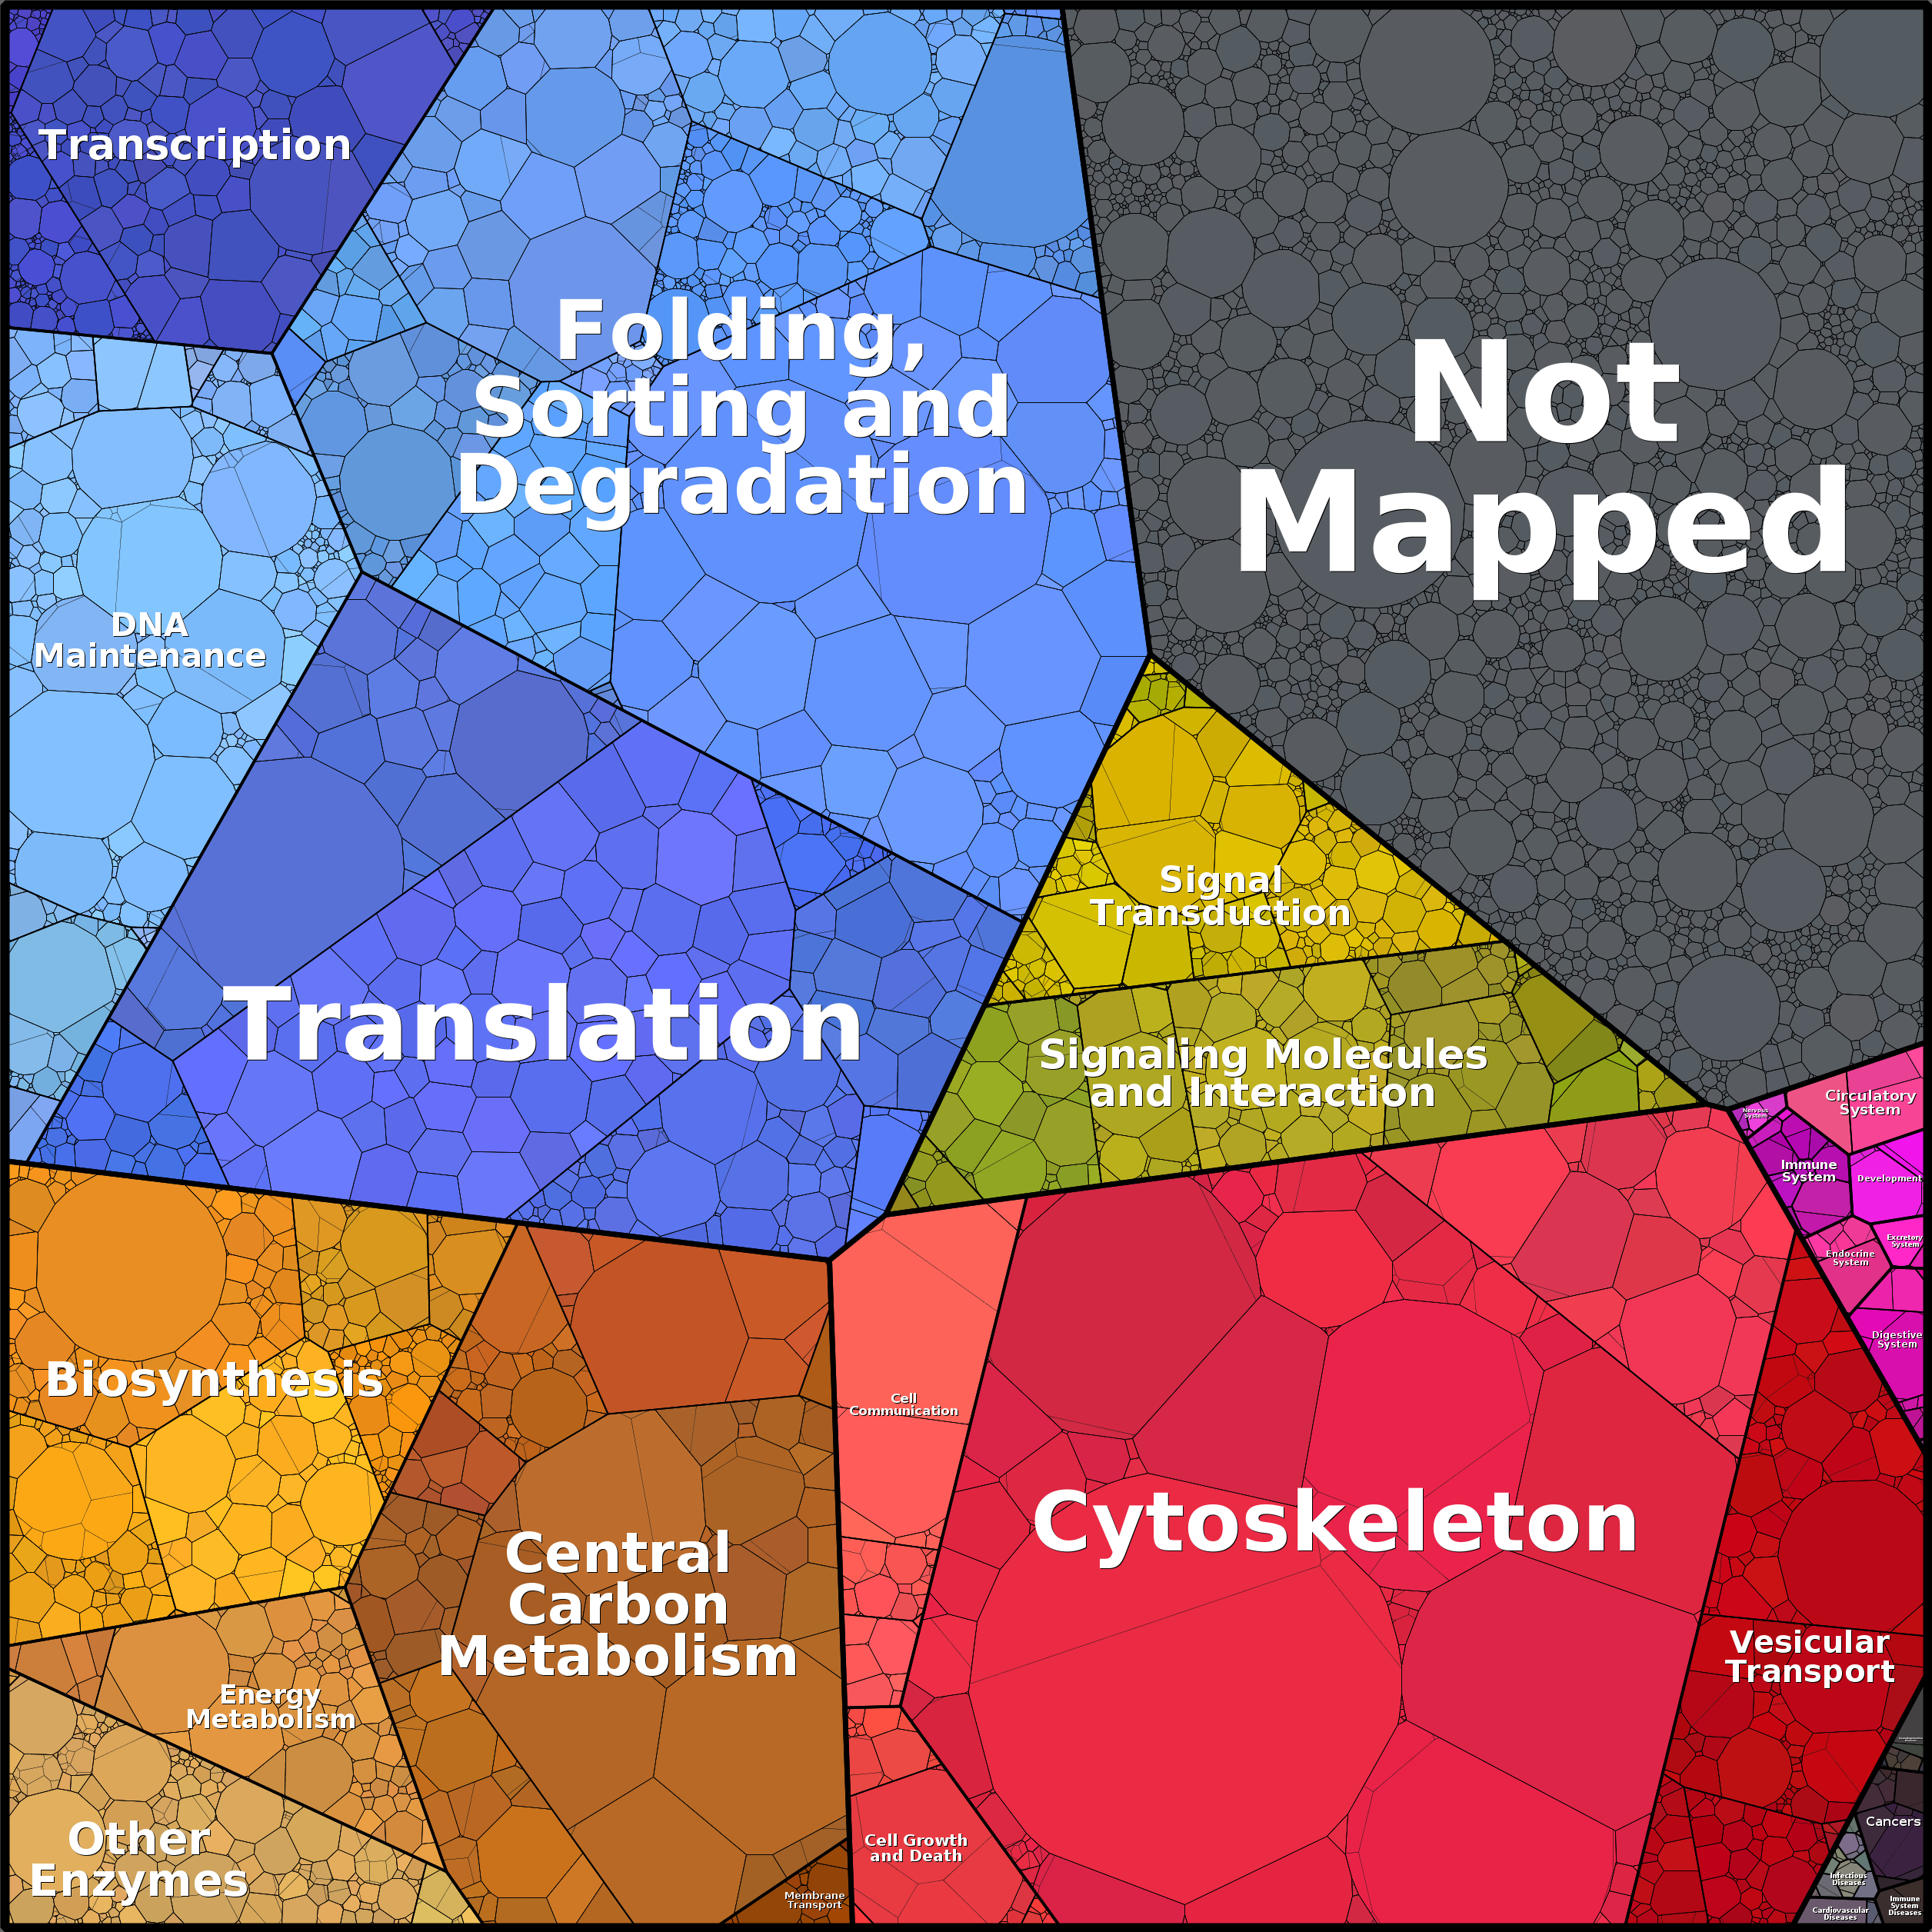 Transcription
Folding,
Sorting and
Degradation
Not
Mapped
DNA
Maintenance
Signal
Transduction
Translation
Signaling Molecules
and Interaction
Circulatory
System
Nervous
System
Immune
System
Development
Excretory
System
Endocrine
System
Digestive
System
Biosynthesis
Cell
Communication
Cytoskeleton
Central
Carbon
Metabolism
Vesicular
Transport
Energy
Metabolism
Cancers
Other
Enzymes
Cell Growth
and Death
Membrane
Transport
Infectious
Diseases
Cardiovascular
Diseases
Immune
System
Diseases